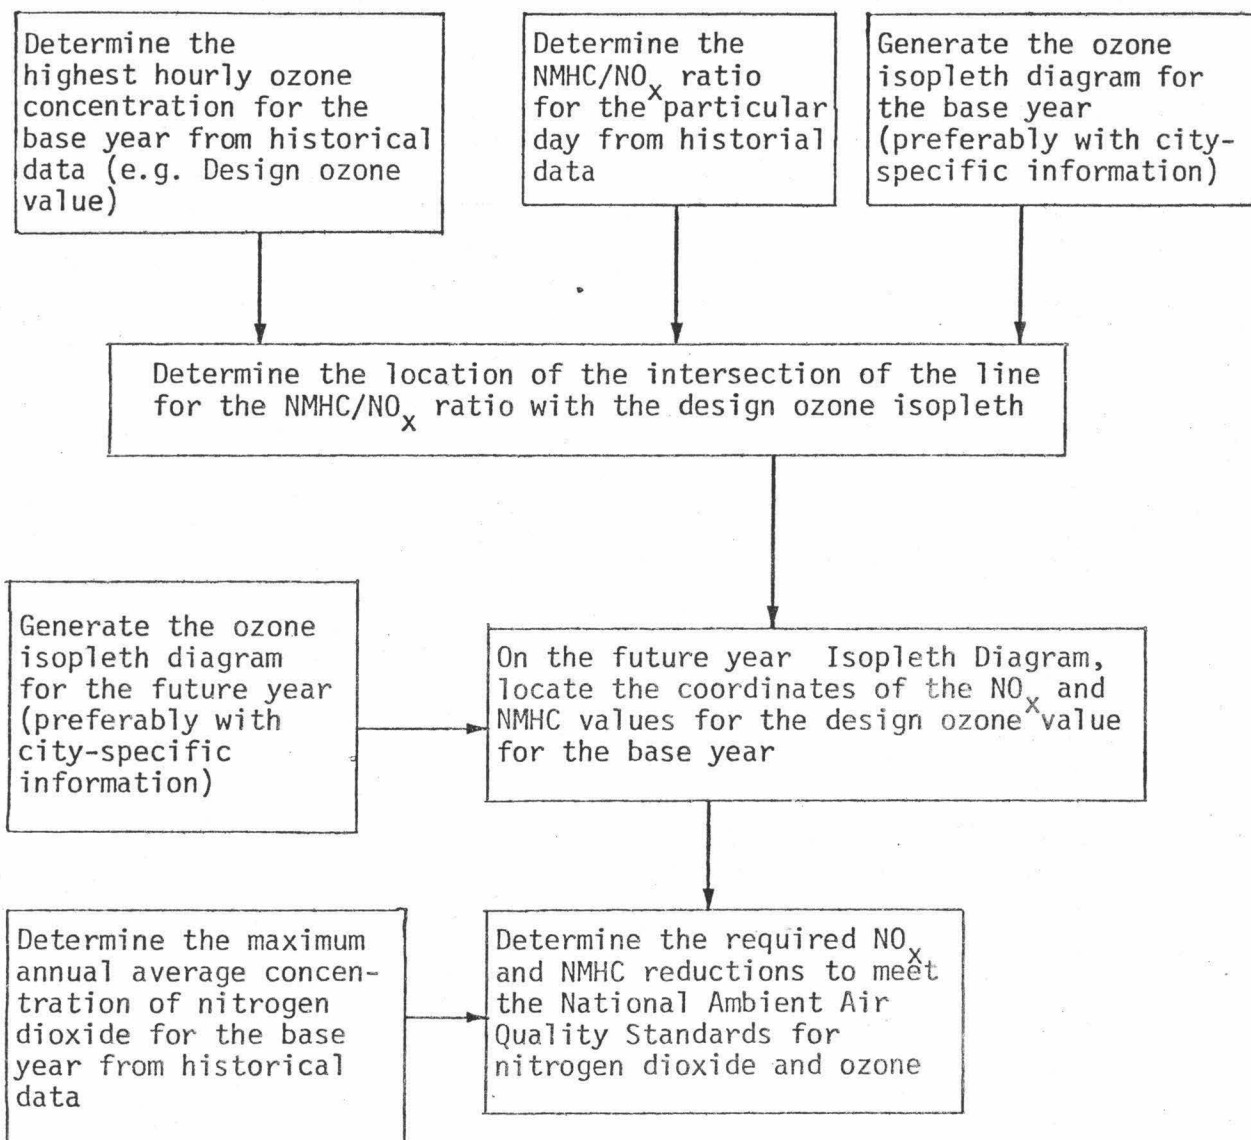 Determine the
highest hourly ozone
concentration for the
base year from historical
data (e.g. Design ozone
value)
Determine the
NMHC/NOx ratio
for the particular
day from historial
data
Generate the ozone
isopleth diagram for
the base year
(preferably with city-
specific information)
Determine the location of the intersection of the line
for the NMHC/NOx ratio with the design ozone isopleth
Generate the ozone
isopleth diagram
for the future year
(preferably with
city-specific
information)
On the future year Isopleth Diagram,
locate the coordinates of the NOx and
NMHC values for the design ozone value
for the base year
Determine the maximum
annual average concen-
tration of nitrogen
dioxide for the base
year from historical
data
Determine the required NOx
and NMHC reductions to meet
the National Ambient Air
Quality Standards for
nitrogen dioxide and ozone